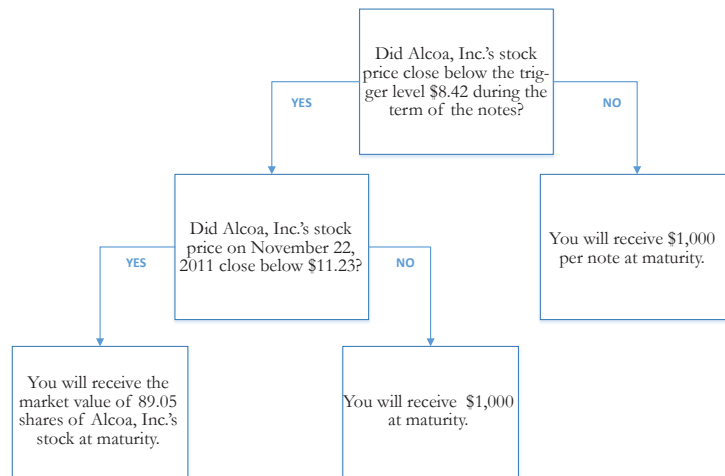 Did Alcoa, Inc.'s stock
price close below the trig-
ger level $8.42 during the
term of the notes?
YES
NO
Did Alcoa, Inc.'s stock
price on November 22,
2011 close below $11.23?
You will receive $1,000
per note at maturity.
YES
NO
You will receive the
market value of 89.05
shares of Alcoa, Inc.'s
stock at maturity.
You will receive $1,000
at maturity.